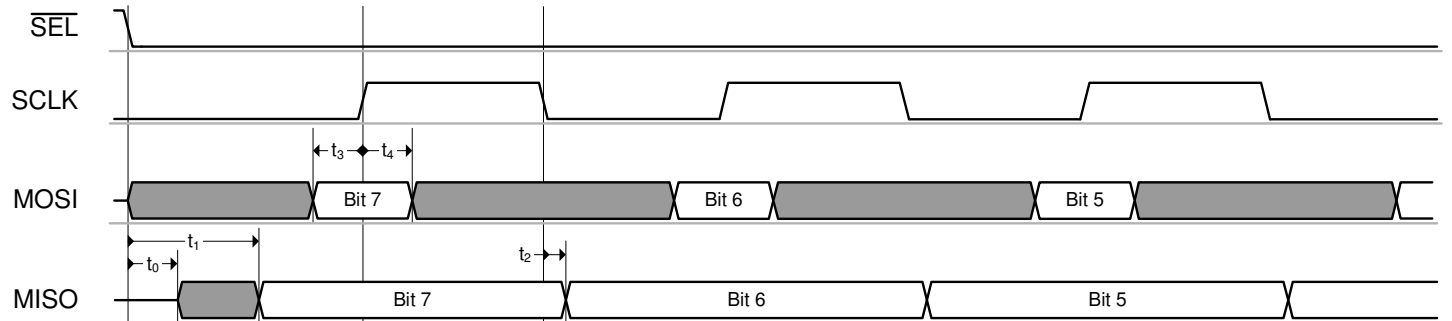 SEL
SCLK
t3 t4
MOSI Bit 7 Bit 6 Bit 5
t1
t0 t2
MISO Bit 7 Bit 6 Bit 5